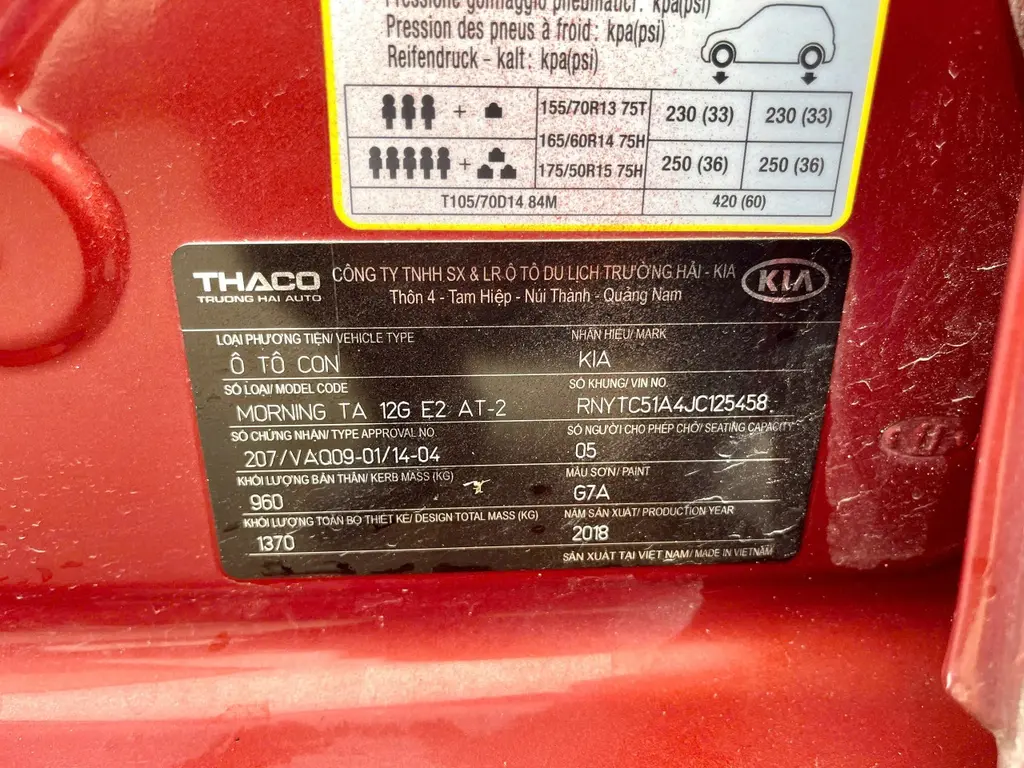 Pressione gonfiaggio pneumatici: kpa(psi)
Pression des pneus à froid : kpa(psi)
Reifendruck - kalt : kpa(psi)
+ 155/70R13 75T 230 (33) 230 (33)
165/60R14 75H
+ 175/50R15 75H 250 (36) 250 (36)
T105/70D14 84M 420 (60)
THACO CÔNG TY TNHH SX & LR Ô TÔ DU LỊCH TRƯỜNG HẢI - KIA KIA
TRUONG HAI AUTO Thôn 4 - Tam Hiệp - Núi Thành - Quảng Nam
LOẠI PHƯƠNG TIỆN/ VEHICLE TYPE NHÃN HIỆU/ MARK
Ô TÔ CON KIA
SỐ LOẠI/ MODEL CODE SỐ KHUNG/ VIN NO.
MORNING TA 12G E2 AT-2 RNYTC51A4JC125458
SỐ CHỨNG NHẬN/ TYPE APPROVAL NO. SỐ NGƯỜI CHO PHÉP CHỞ/ SEATING CAPACITY
207/VAQ09-01/14-04 05
KHỐI LƯỢNG BẢN THÂN/ KERB MASS (KG) MÀU SƠN/ PAINT
960 G7A
KHỐI LƯỢNG TOÀN BỘ THIẾT KẾ/ DESIGN TOTAL MASS (KG) NĂM SẢN XUẤT/ PRODUCTION YEAR
1370 2018
SẢN XUẤT TẠI VIỆT NAM/ MADE IN VIETNAM